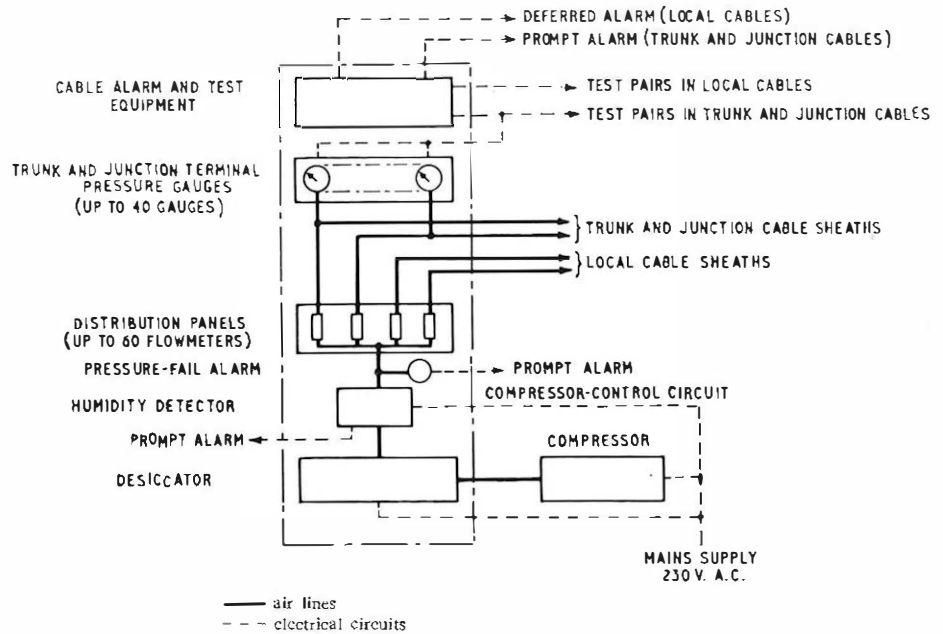 DEFERRED ALARM (LOCAL CABLES)
PROMPT ALARM (TRUNK AND JUNCTION CABLES)
CABLE ALARM AND TEST
EQUIPMENT
TEST PAIRS IN LOCAL CABLES
TEST PAIRS IN TRUNK AND JUNCTION CABLES
TRUNK AND JUNCTION TERMINAL
PRESSURE GAUGES
(UP TO 40 GAUGES)
TRUNK AND JUNCTION CABLE SHEATHS
LOCAL CABLE SHEATHS
DISTRIBUTION PANELS
(UP TO 60 FLOWMETERS)
PRESSURE-FAIL ALARM
PROMPT ALARM
COMPRESSOR-CONTROL CIRCUIT
HUMIDITY DETECTOR
PROMPT ALARM
COMPRESSOR
DESICCATOR
MAINS SUPPLY
230 V. A.C.
air lines
electrical circuits